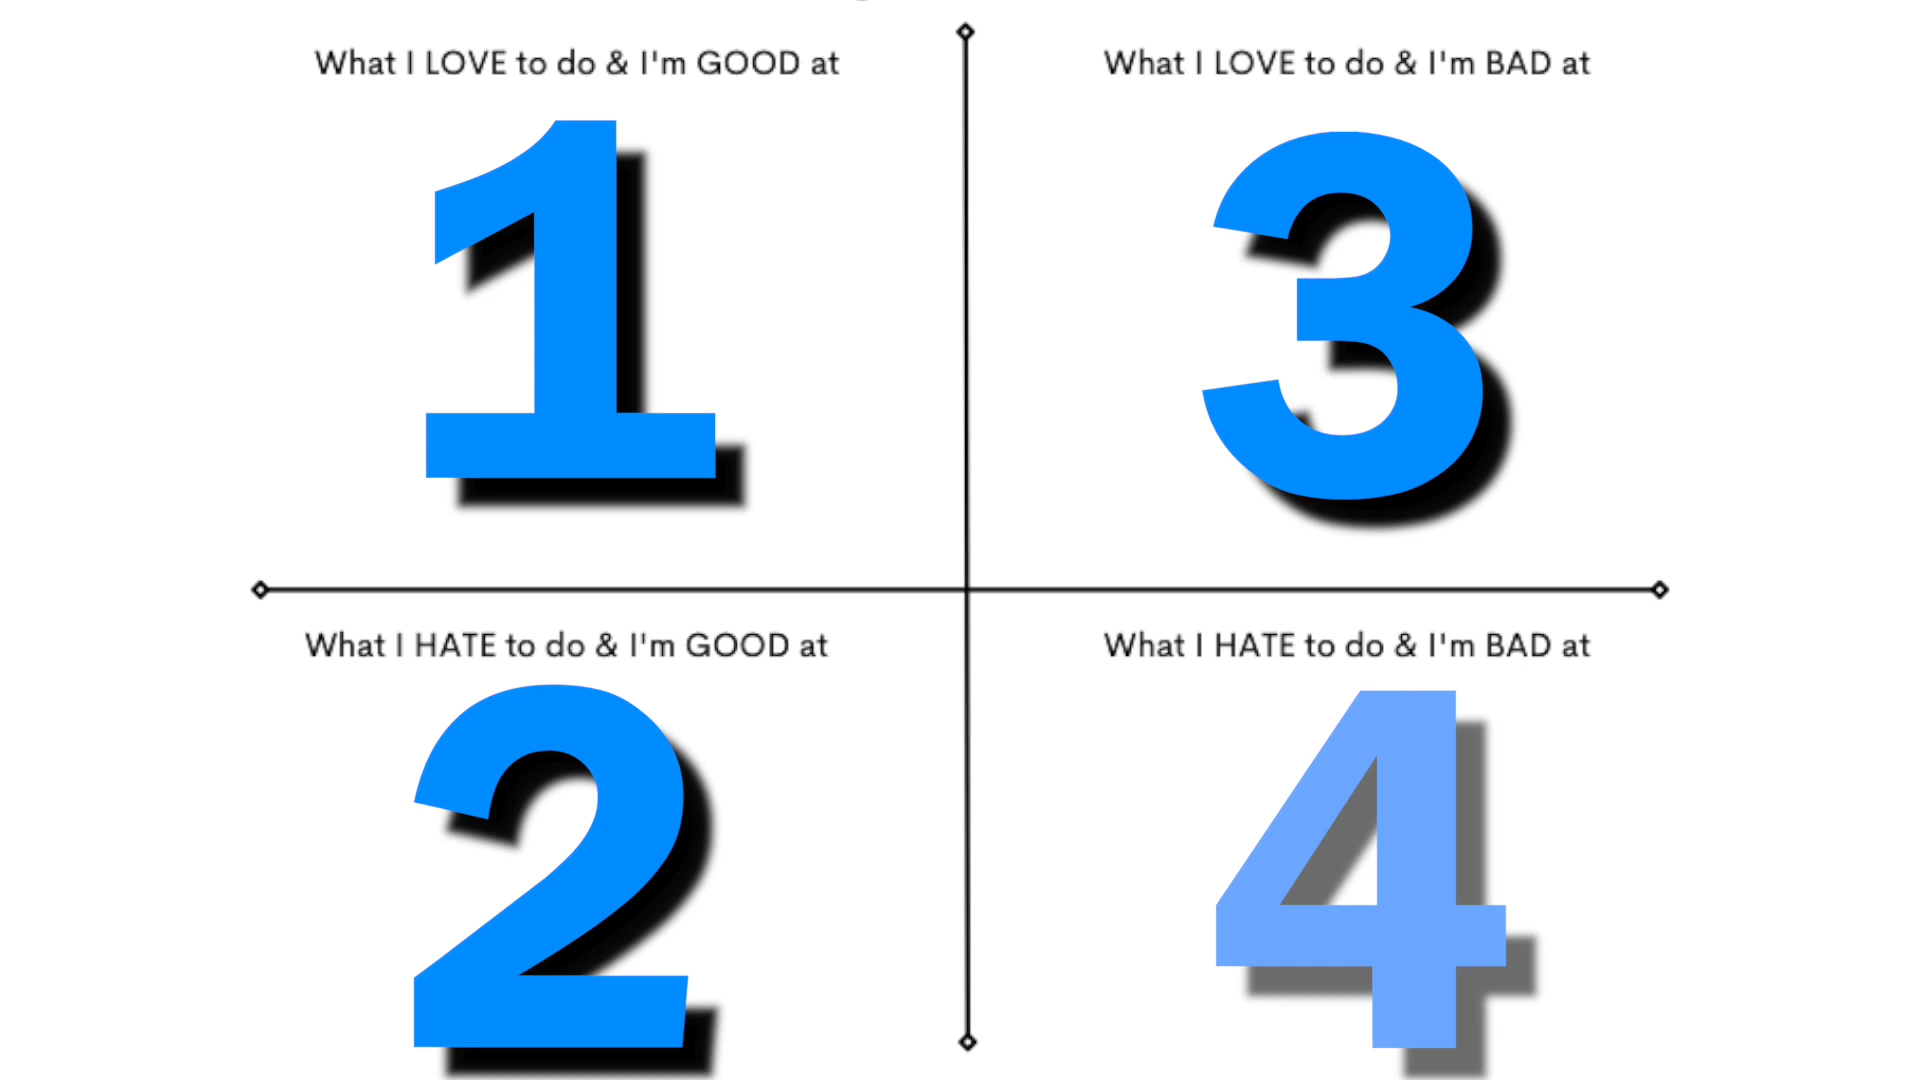 What I LOVE to do & I'm GOOD at
1
What I LOVE to do & I'm BAD at
3
What I HATE to do & I'm GOOD at
2
What I HATE to do & I'm BAD at
4